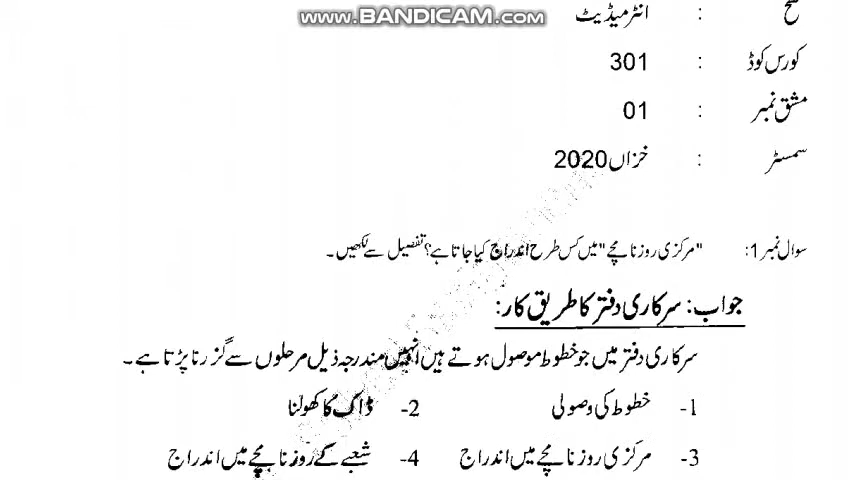 www.BANDICAM.com
سطح : انٹرمیڈیٹ
کورس کوڈ : 301
مشق نمبر : 01
سمسٹر : خزاں 2020
سوال نمبر 1: "مرکزی روزنامچے" میں کس طرح اندراج کیا جاتا ہے؟ تفصیل سے لکھیں۔
جواب: سرکاری دفتر کا طریق کار:
سرکاری دفتر میں جو خطوط موصول ہوتے ہیں انہیں مندرجہ ذیل مرحلوں سے گزرنا پڑتا ہے۔
1- خطوط کی وصولی 2- ڈاک کا کھولنا
3- مرکزی روزنامچے میں اندراج 4- شعبے کے روزنامچے میں اندراج